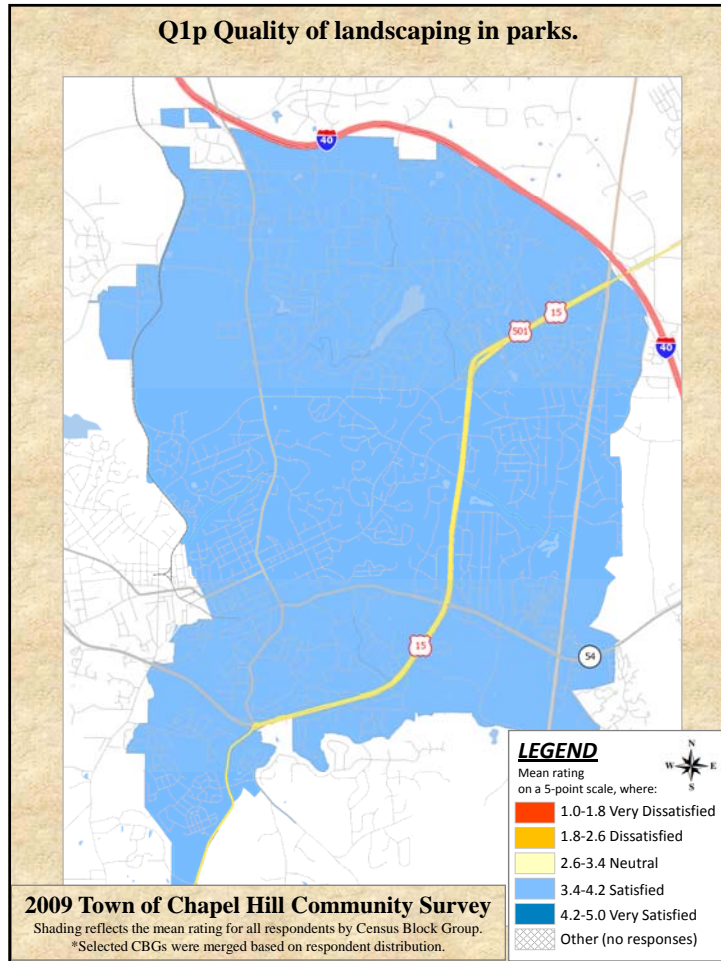 Q1p Quality of landscaping in parks.
40
15
501
40
15
54
LEGEND
N
W E
S
Mean rating
on a 5-point scale, where:
1.0-1.8 Very Dissatisfied
1.8-2.6 Dissatisfied
2.6-3.4 Neutral
3.4-4.2 Satisfied
4.2-5.0 Very Satisfied
Other (no responses)
2009 Town of Chapel Hill Community Survey
Shading reflects the mean rating for all respondents by Census Block Group.
*Selected CBGs were merged based on respondent distribution.